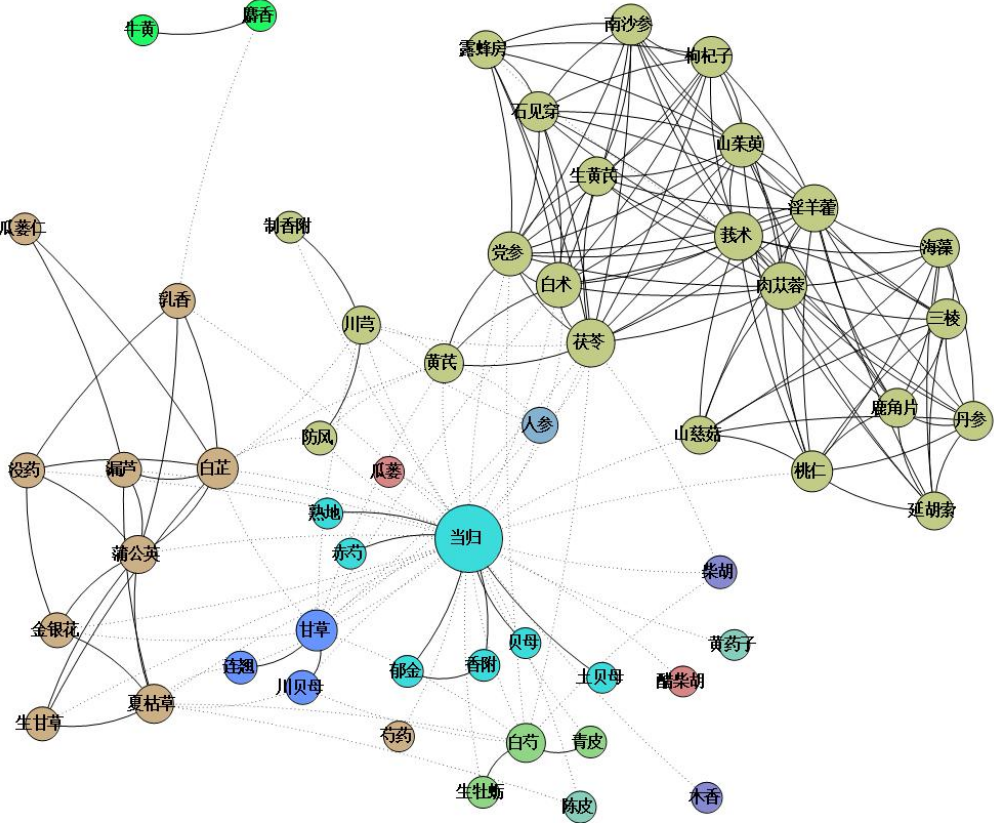 麝香
牛黄
南沙参
露蜂房
枸杞子
石见穿
山茱萸
生黄芪
淫羊藿
瓜蒌仁
制香附
莪术
海藻
党参
白术
肉苁蓉
乳香
川芎
三棱
茯苓
黄芪
鹿角片
丹参
人参
防风
山慈菇
没药
漏芦
白芷
瓜蒌
桃仁
熟地
延胡索
当归
蒲公英
赤芍
柴胡
金银花
甘草
贝母
黄药子
连翘
郁金
香附
土贝母
醋柴胡
川贝母
夏枯草
生甘草
芍药
白芍
青皮
生牡蛎
陈皮
木香